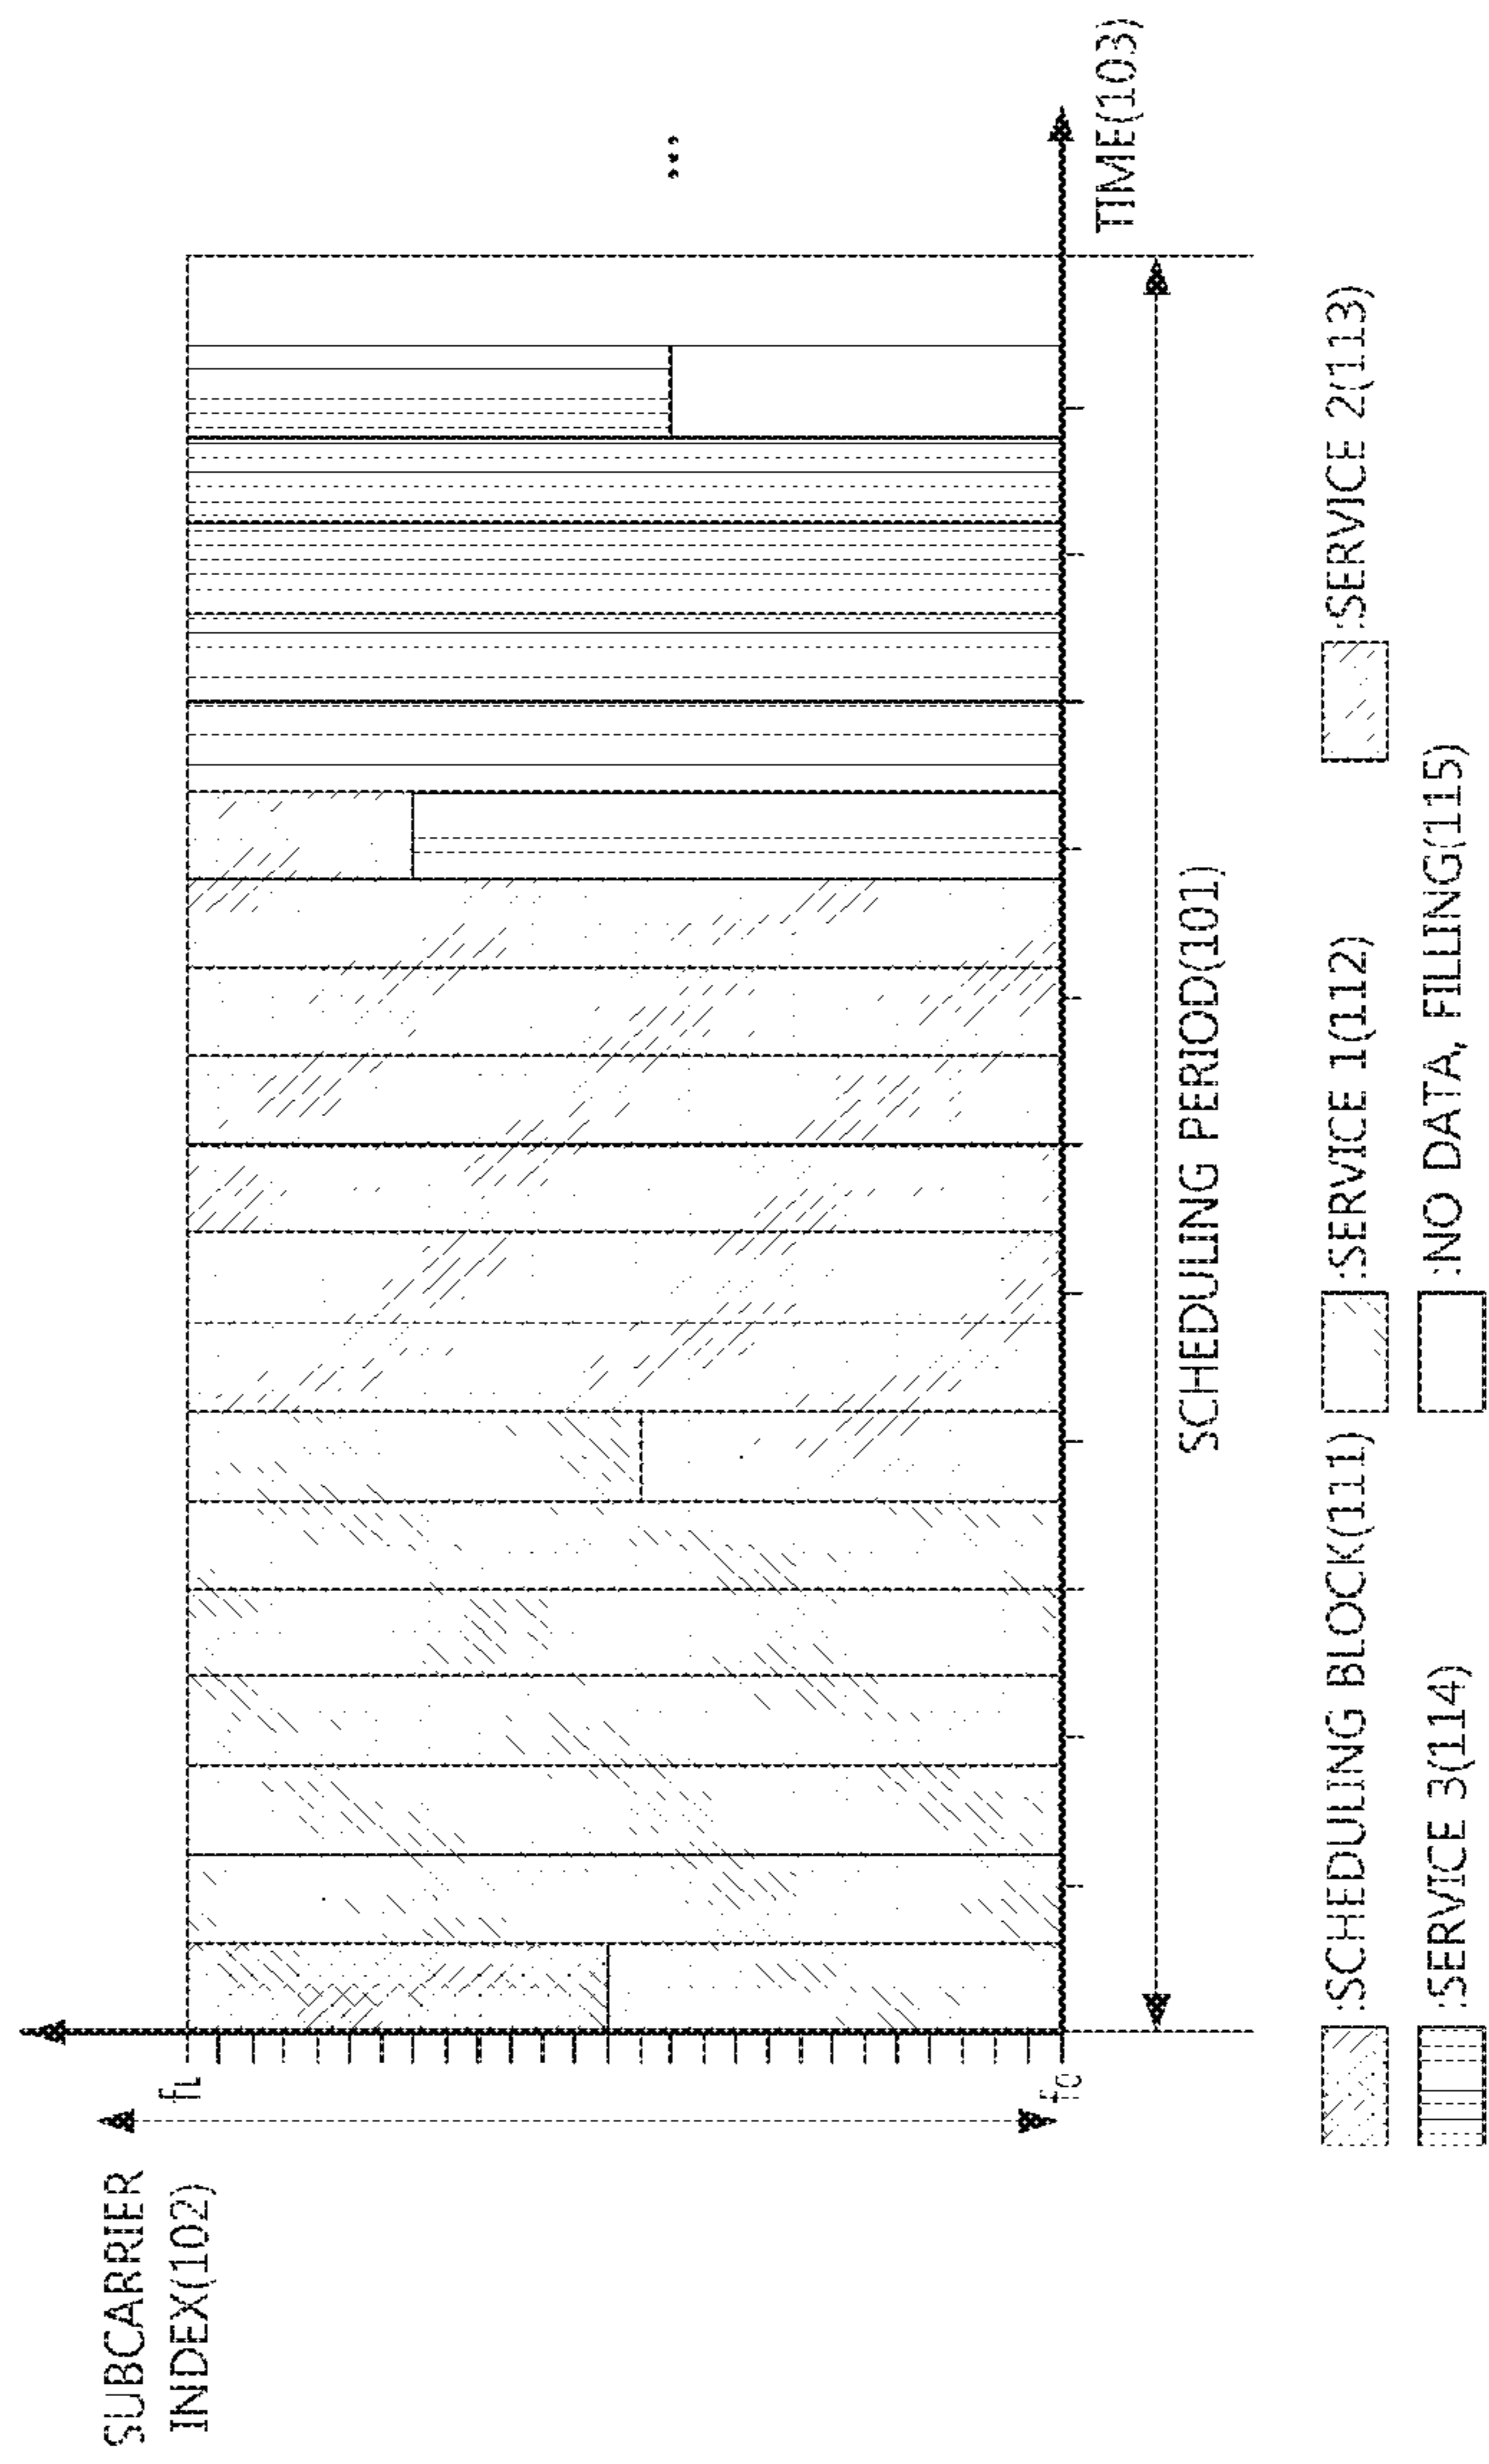 SUBCARRIER
INDEX(102)
fL
f0
...
TIME(103)
SCHEDULING PERIOD(101)
:SCHEDULING BLOCK(111) :SERVICE 1(112) :SERVICE 2(113)
:SERVICE 3(114) :NO DATA, FILLING(115)